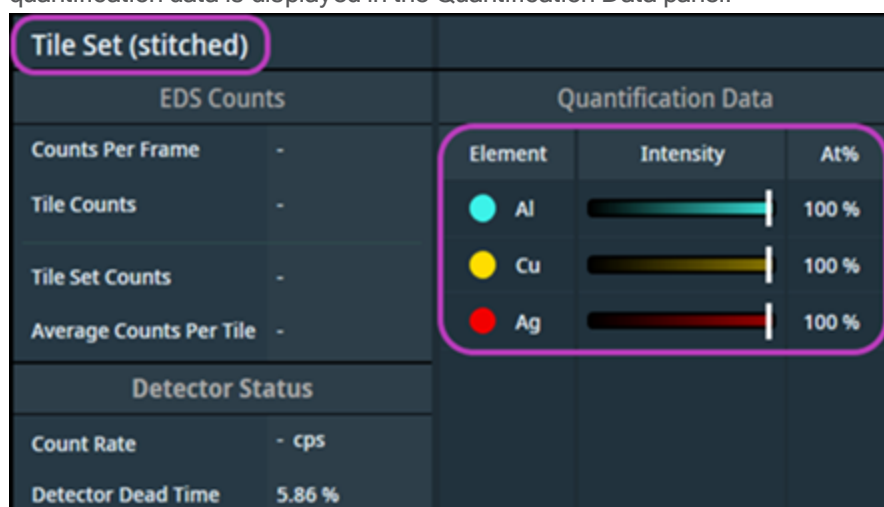 quantification data is displayed in the Quantification Data panel.
Tile Set (stitched)
EDS Counts
Quantification Data
Counts Per Frame -
Tile Counts -
Tile Set Counts -
Average Counts Per Tile -
Element Intensity At%
Al 100 %
Cu 100 %
Ag 100 %
Detector Status
Count Rate - cps
Detector Dead Time 5.86 %